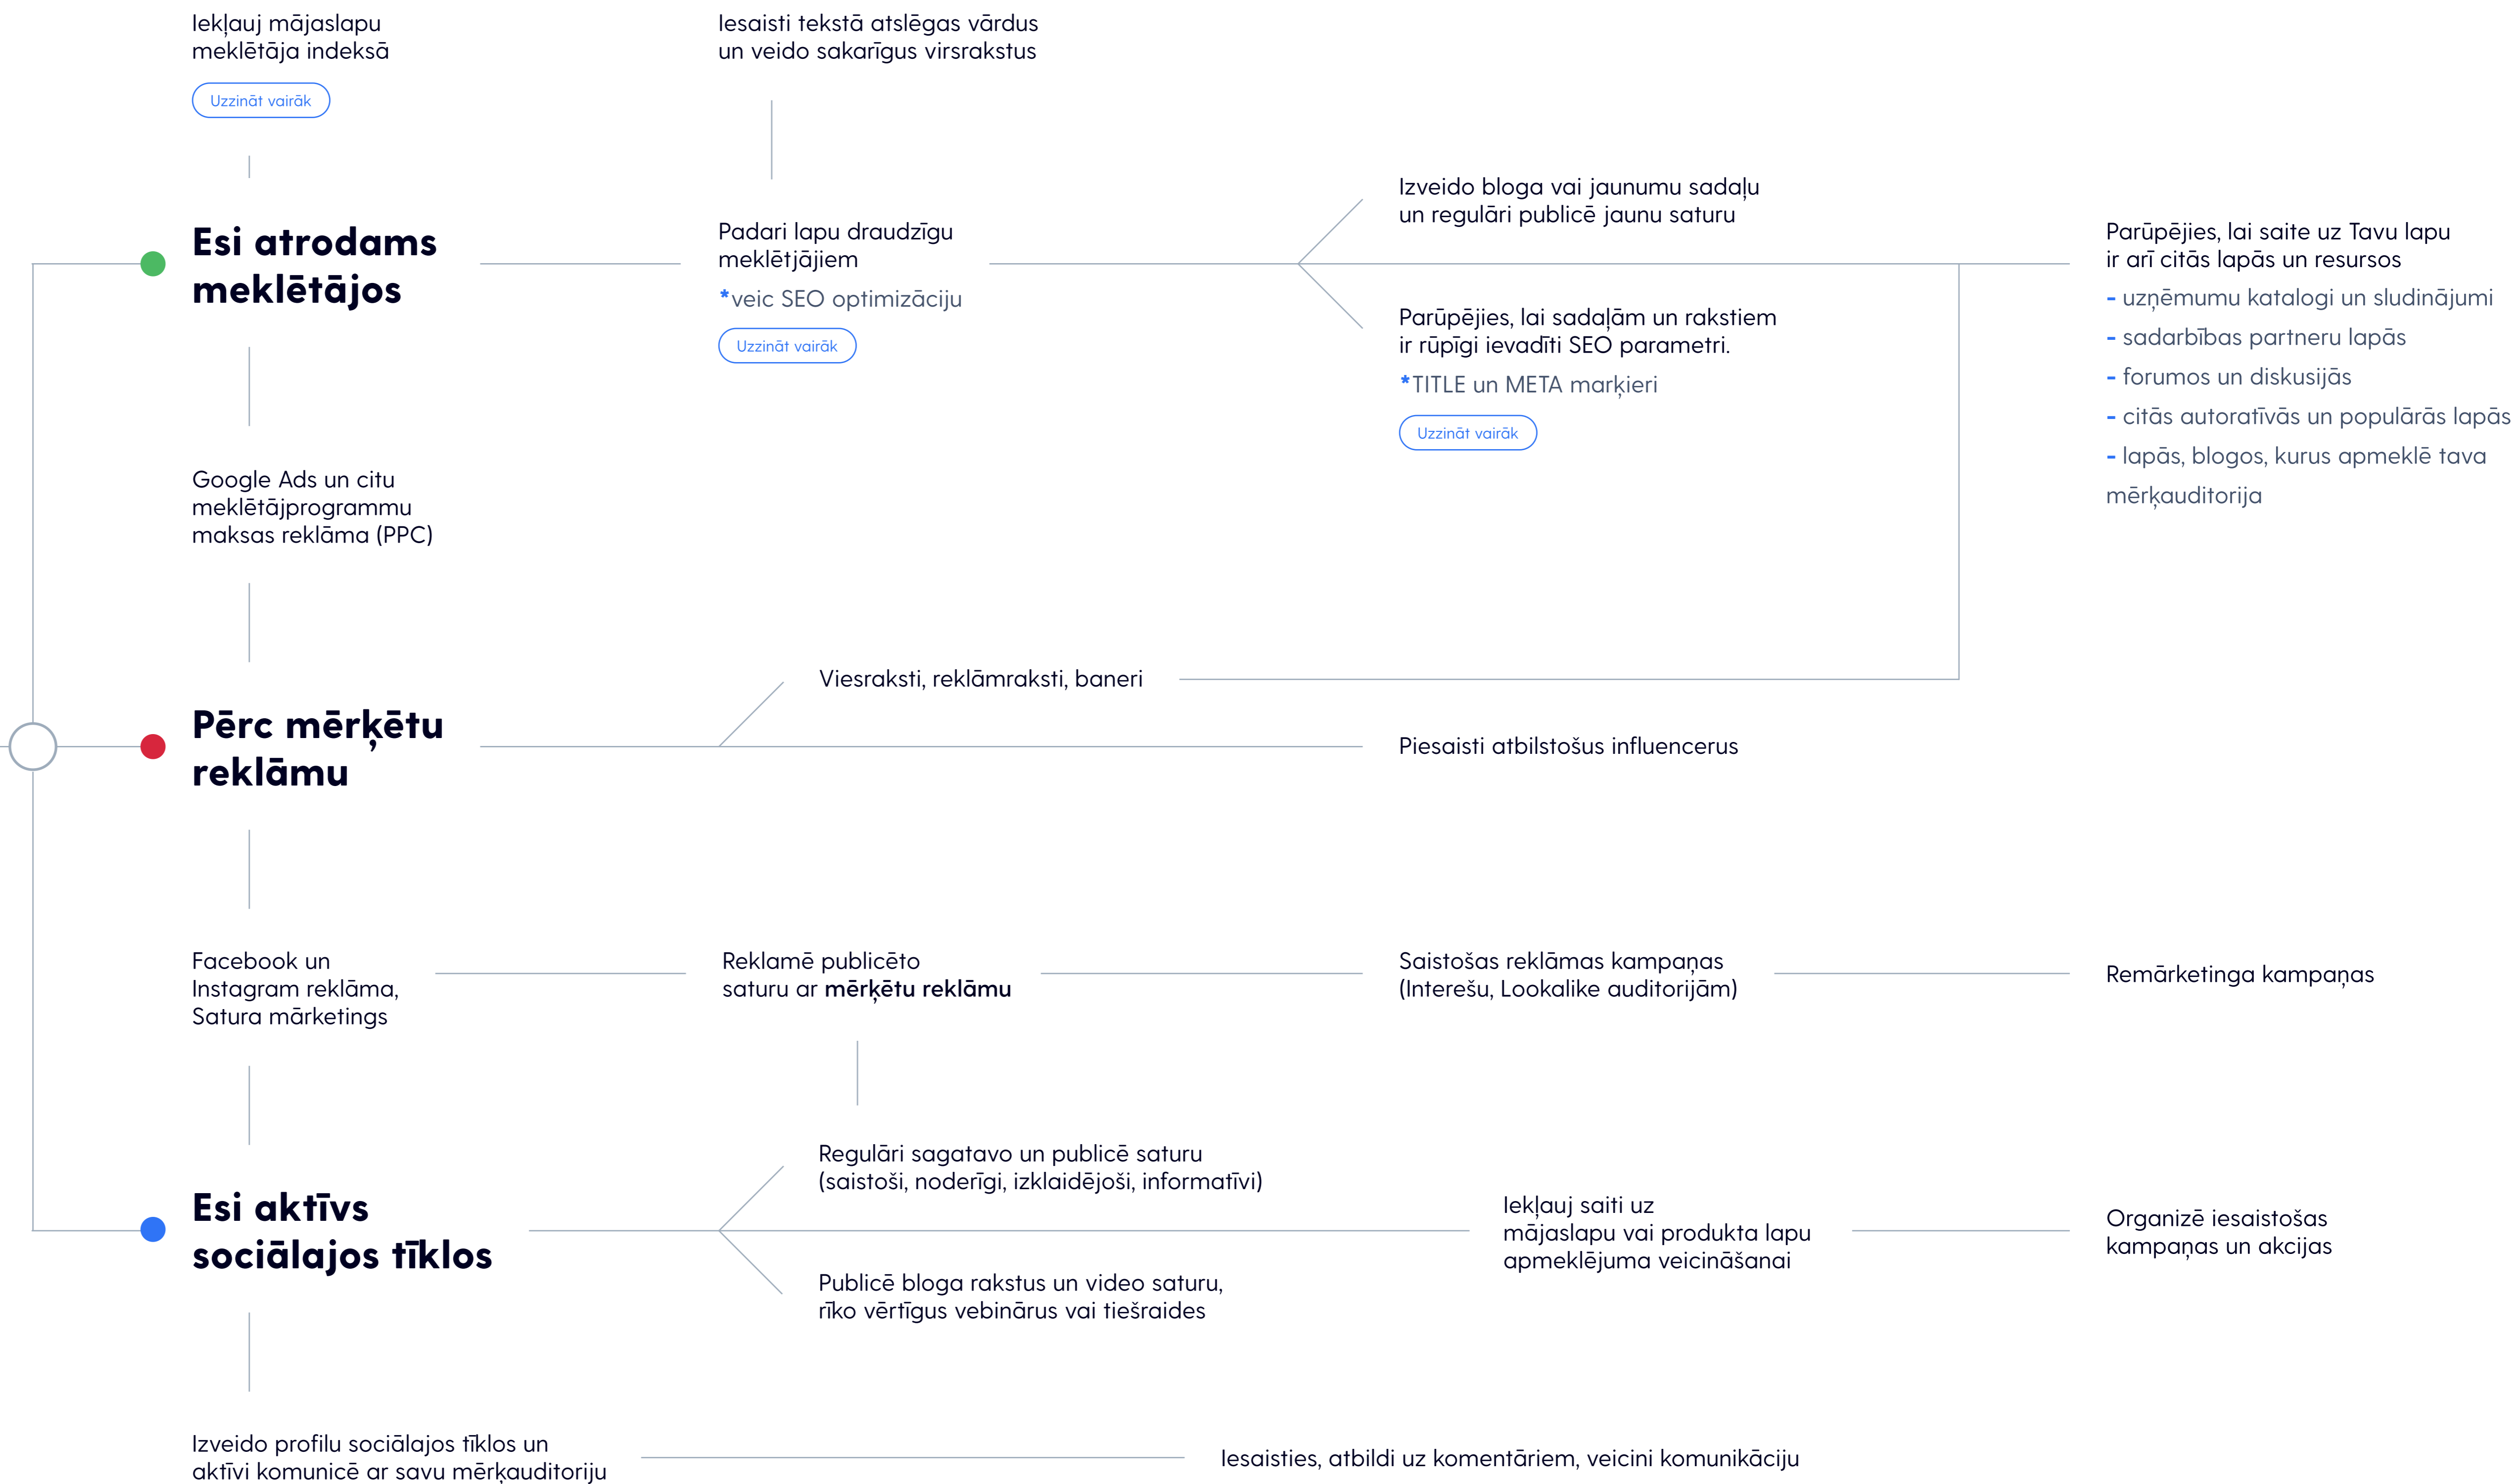 Iekļauj mājaslapu
meklētāja indeksā
Uzzināt vairāk
Iesaisti tekstā atslēgas vārdus
un veido sakarīgus virsrakstus
Esi atrodams
meklētājos
Padari lapu draudzīgu
meklētjājiem
*veic SEO optimizāciju
Uzzināt vairāk
Izveido bloga vai jaunumu sadaļu
un regulāri publicē jaunu saturu
Parūpējies, lai sadaļām un rakstiem
ir rūpīgi ievadīti SEO parametri.
*TITLE un META marķieri
Uzzināt vairāk
Parūpējies, lai saite uz Tavu lapu
ir arī citās lapās un resursos
- uzņēmumu katalogi un sludinājumi
- sadarbības partneru lapās
- forumos un diskusijās
- citās autoratīvās un populārās lapās
- lapās, blogos, kurus apmeklē tava
mērķauditorija
Google Ads un citu
meklētājprogrammu
maksas reklāma (PPC)
Pērc mērķētu
reklāmu
Viesraksti, reklāmraksti, baneri
Piesaisti atbilstošus influencerus
Facebook un
Instagram reklāma,
Satura mārketings
Reklamē publicēto
saturu ar mērķētu reklāmu
Saistošas reklāmas kampaņas
(Interešu, Lookalike auditorijām)
Remārketinga kampaņas
Esi aktīvs
sociālajos tīklos
Regulāri sagatavo un publicē saturu
(saistoši, noderīgi, izklaidējoši, informatīvi)
Publicē bloga rakstus un video saturu,
rīko vērtīgus vebinārus vai tiešraides
Iekļauj saiti uz
mājaslapu vai produkta lapu
apmeklējuma veicināšanai
Organizē iesaistošas
kampaņas un akcijas
Izveido profilu sociālajos tīklos un
aktīvi komunicē ar savu mērķauditoriju
Iesaisties, atbildi uz komentāriem, veicini komunikāciju